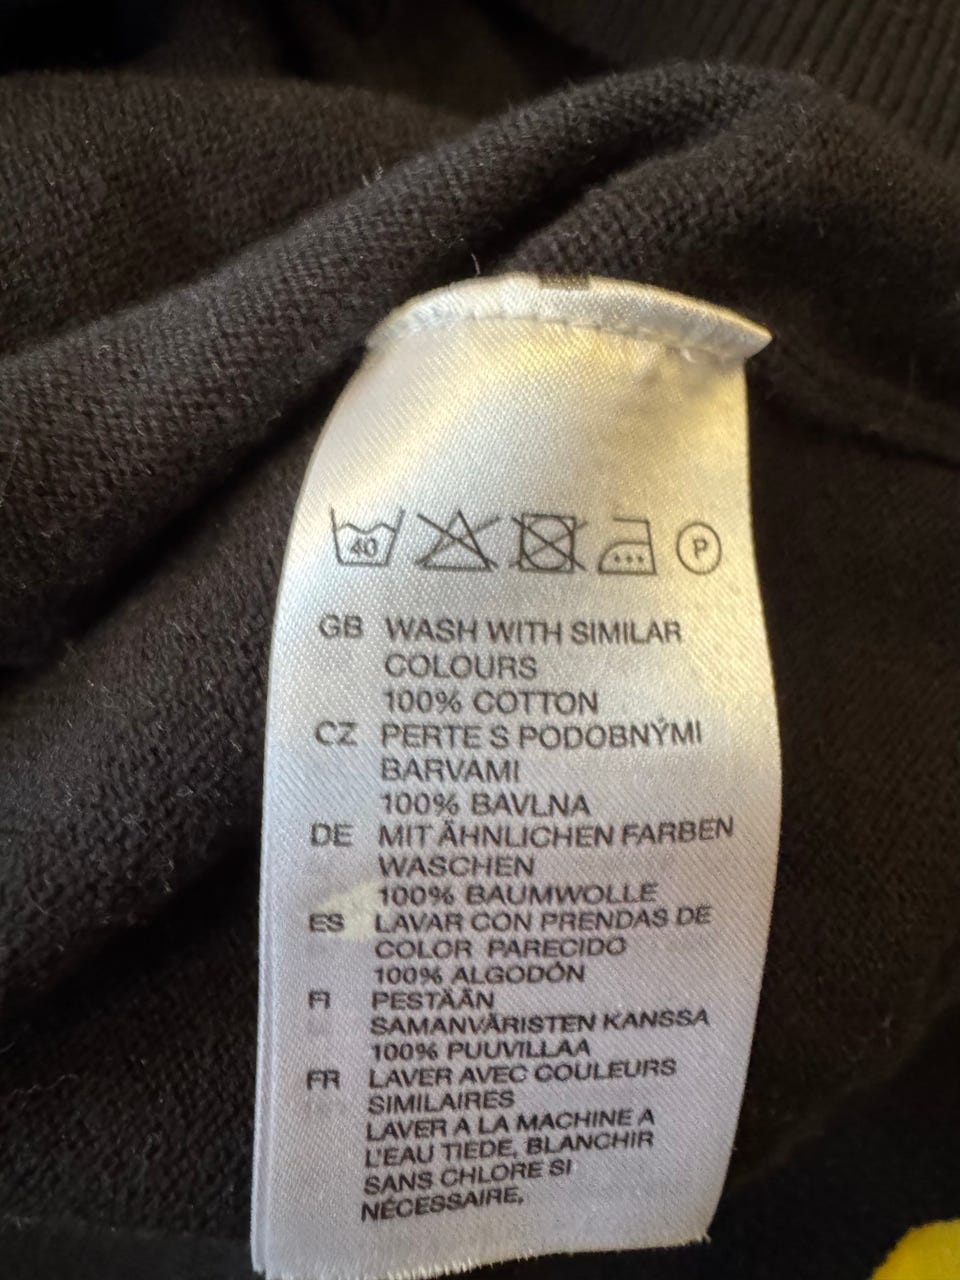 40 P
GB WASH WITH SIMILAR
COLOURS
100% COTTON
CZ PERTE S PODOBNÝMI
BARVAMI
100% BAVLNA
DE MIT ÄHNLICHEN FARBEN
WASCHEN
100% BAUMWOLLE
ES LAVAR CON PRENDAS DE
COLOR PARECIDO
100% ALGODÓN
FI PESTÄÄN
SAMANVÄRISTEN KANSSA
100% PUUVILLAA
FR LAVER AVEC COULEURS
SIMILAIRES
LAVER A LA MACHINE A
L'EAU TIEDE, BLANCHIR
SANS CHLORE SI
NÉCESSAIRE,